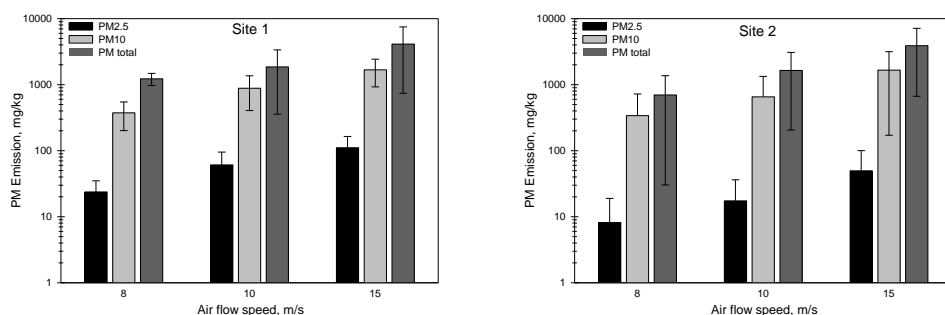 Site 1
PM2.5
PM10
PM total
10000
1000
100
10
1
PM Emission, mg/kg
8
10
15
Air flow speed, m/s
Site 2
PM2.5
PM10
PM total
10000
1000
100
10
1
PM Emission, mg/kg
8
10
15
Air flow speed, m/s